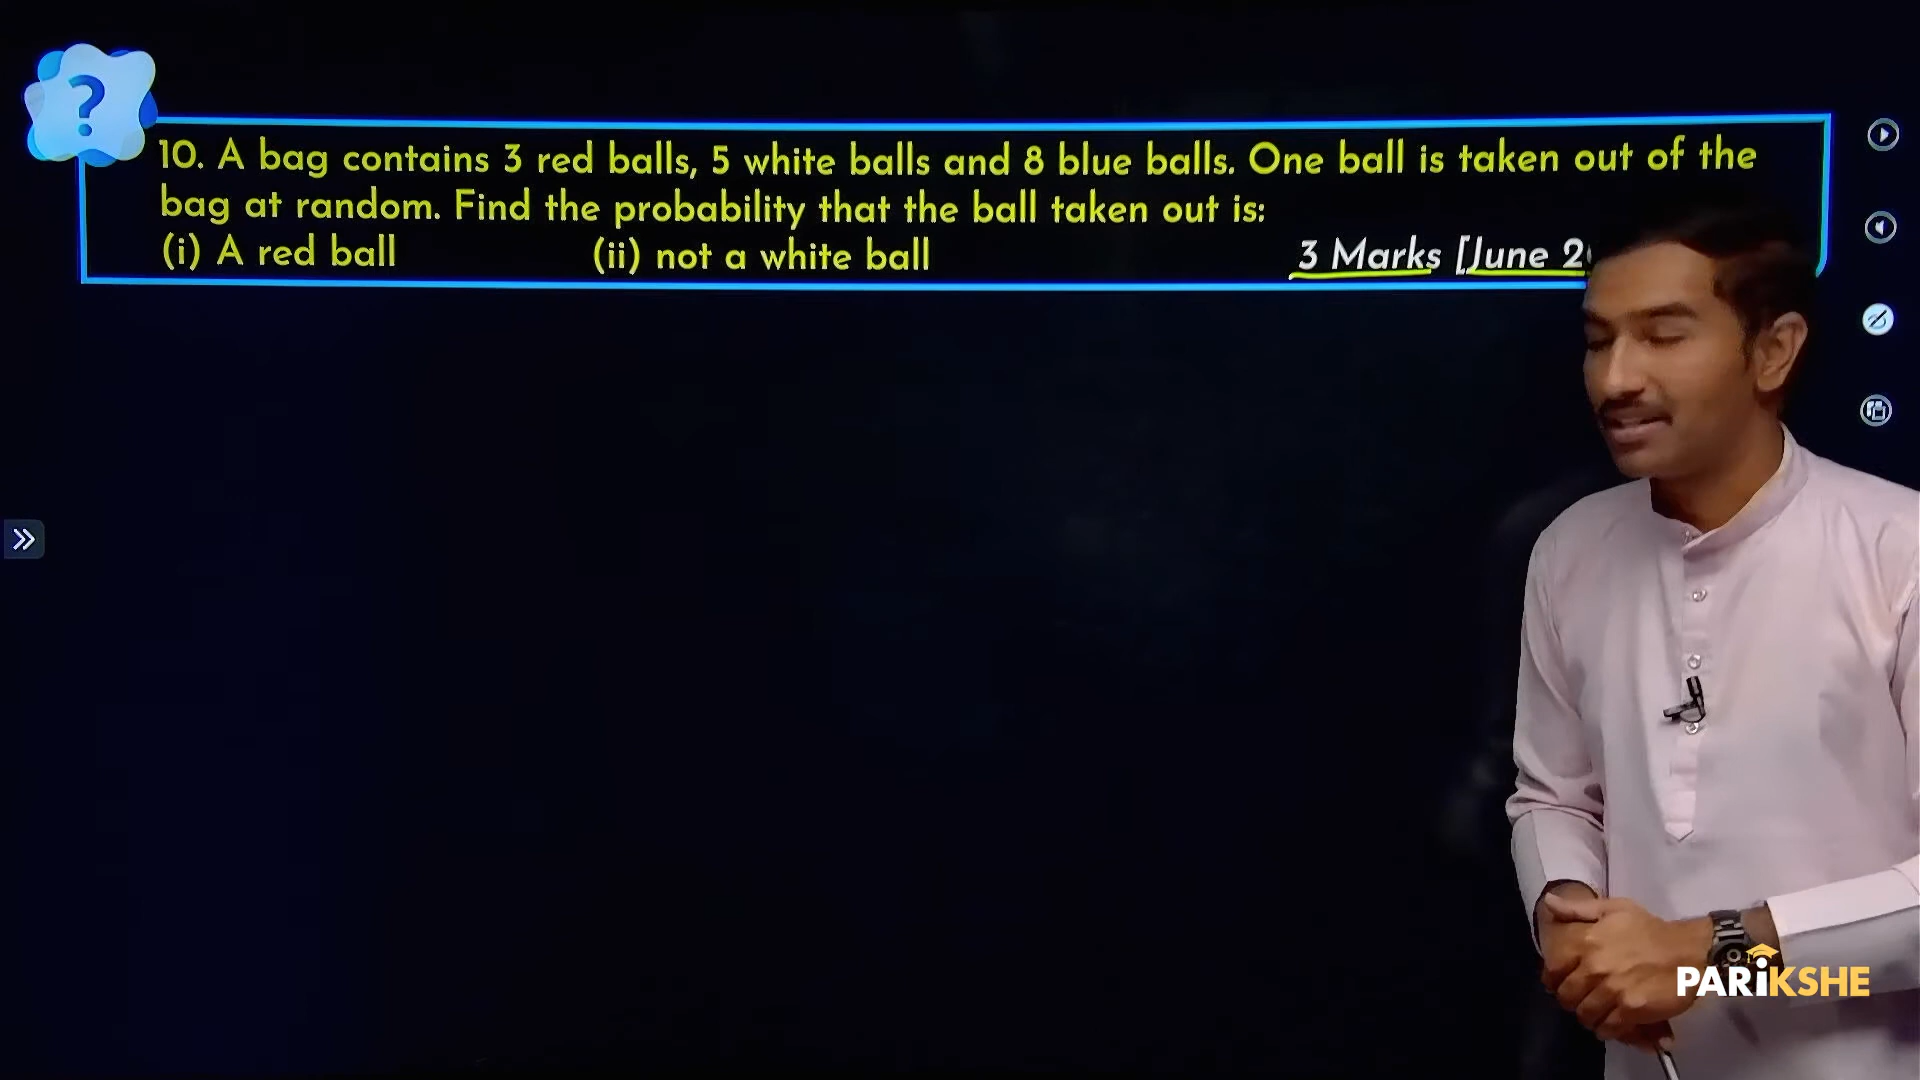 ?
10. A bag contains 3 red balls, 5 white balls and 8 blue balls. One ball is taken out of the
bag at random. Find the probability that the ball taken out is:
(i) A red ball (ii) not a white ball 3 Marks [June
PARiKSHE